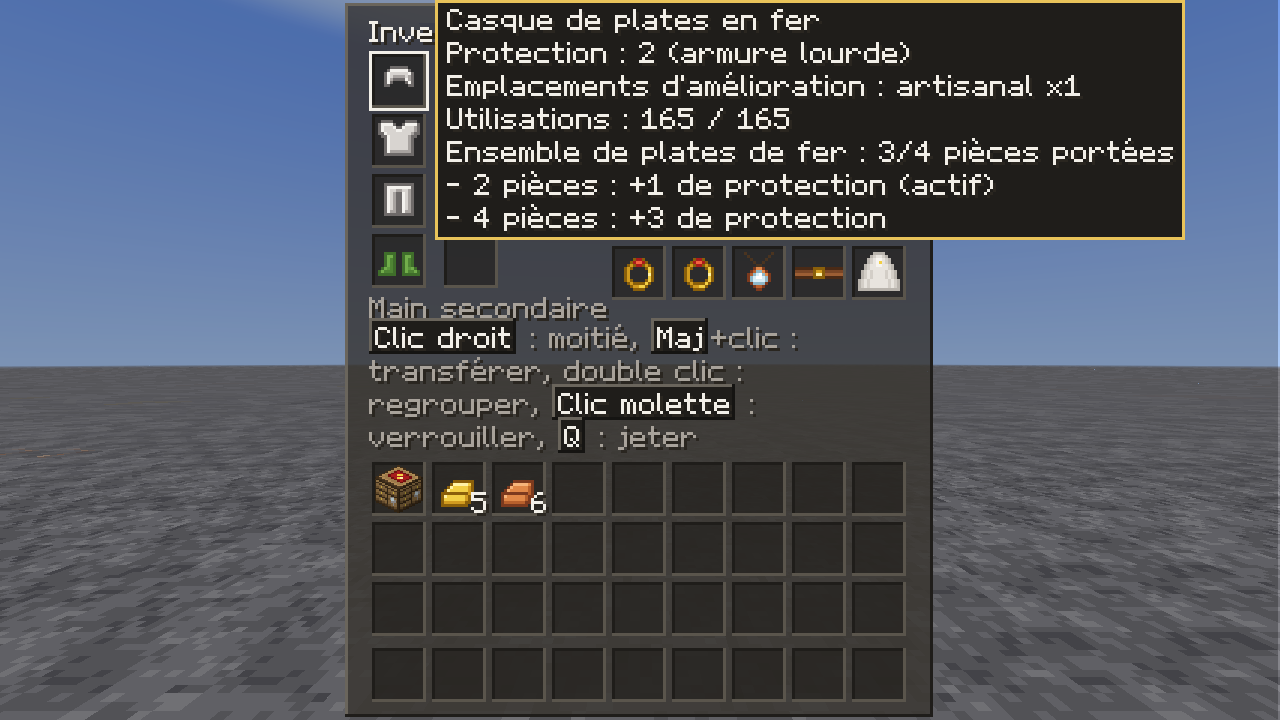 Casque de plates en fer
Inve
Protection : 2 (armure lourde)
Emplacements d'amélioration : artisanal x1
Utilisations : 165 / 165
Ensemble de plates de fer : 3/4 pièces portées
- 2 pièces : +1 de protection (actif)
- 4 pièces : +3 de protection
Main secondaire
Clic droit : moitié, Maj+clic :
transférer, double clic :
regrouper, Clic molette :
verrouiller, Q : jeter
5 6